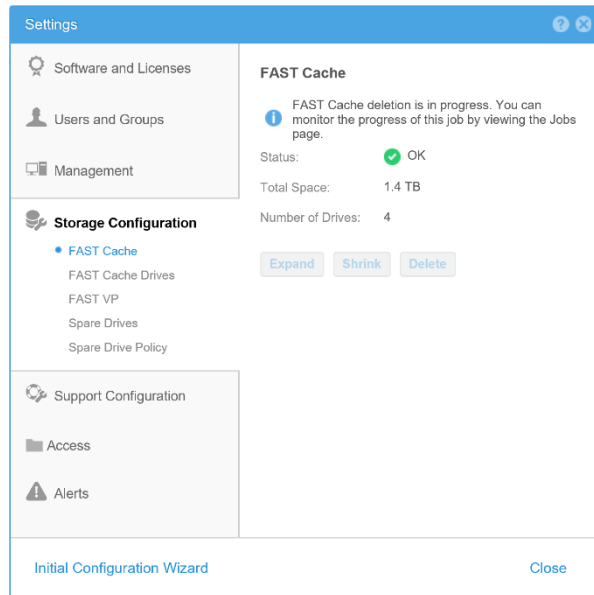 Settings
Software and Licenses
Users and Groups
Management
Storage Configuration
FAST Cache
FAST Cache Drives
FAST VP
Spare Drives
Spare Drive Policy
Support Configuration
Access
Alerts
FAST Cache
FAST Cache deletion is in progress. You can
monitor the progress of this job by viewing the Jobs
page.
Status: OK
Total Space: 1.4 TB
Number of Drives: 4
Expand Shrink Delete
Initial Configuration Wizard
Close